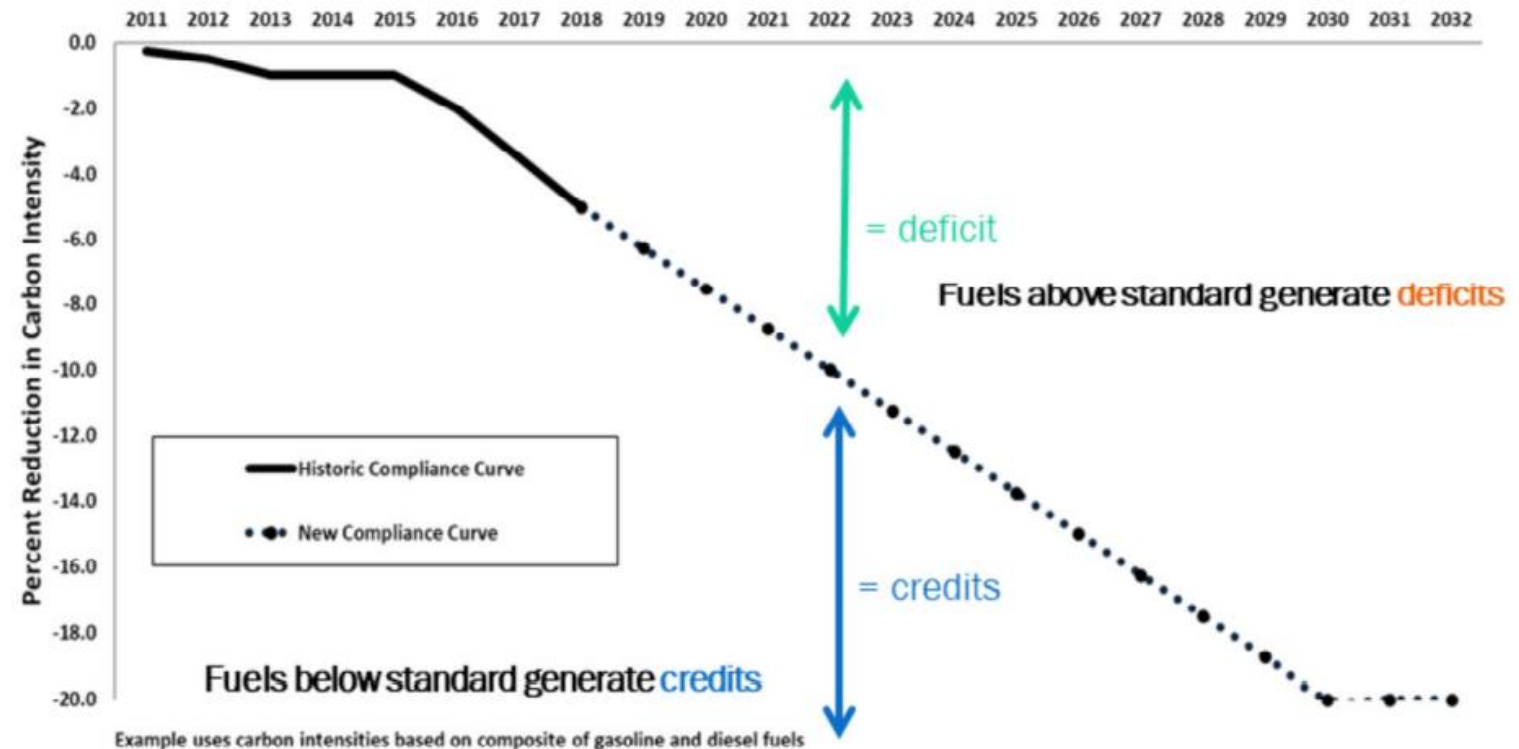 2011 2012 2013 2014 2015 2016 2017 2018 2019 2020 2021 2022 2023 2024 2025 2026 2027 2028 2029 2030 2031 2032
Percent Reduction in Carbon Intensity
0.0
-2.0
-4.0
-6.0
-8.0
-10.0
-12.0
-14.0
-16.0
-18.0
-20.0
= deficit
Fuels above standard generate deficits
Historic Compliance Curve
New Compliance Curve
= credits
Fuels below standard generate credits
Example uses carbon intensities based on composite of gasoline and diesel fuels